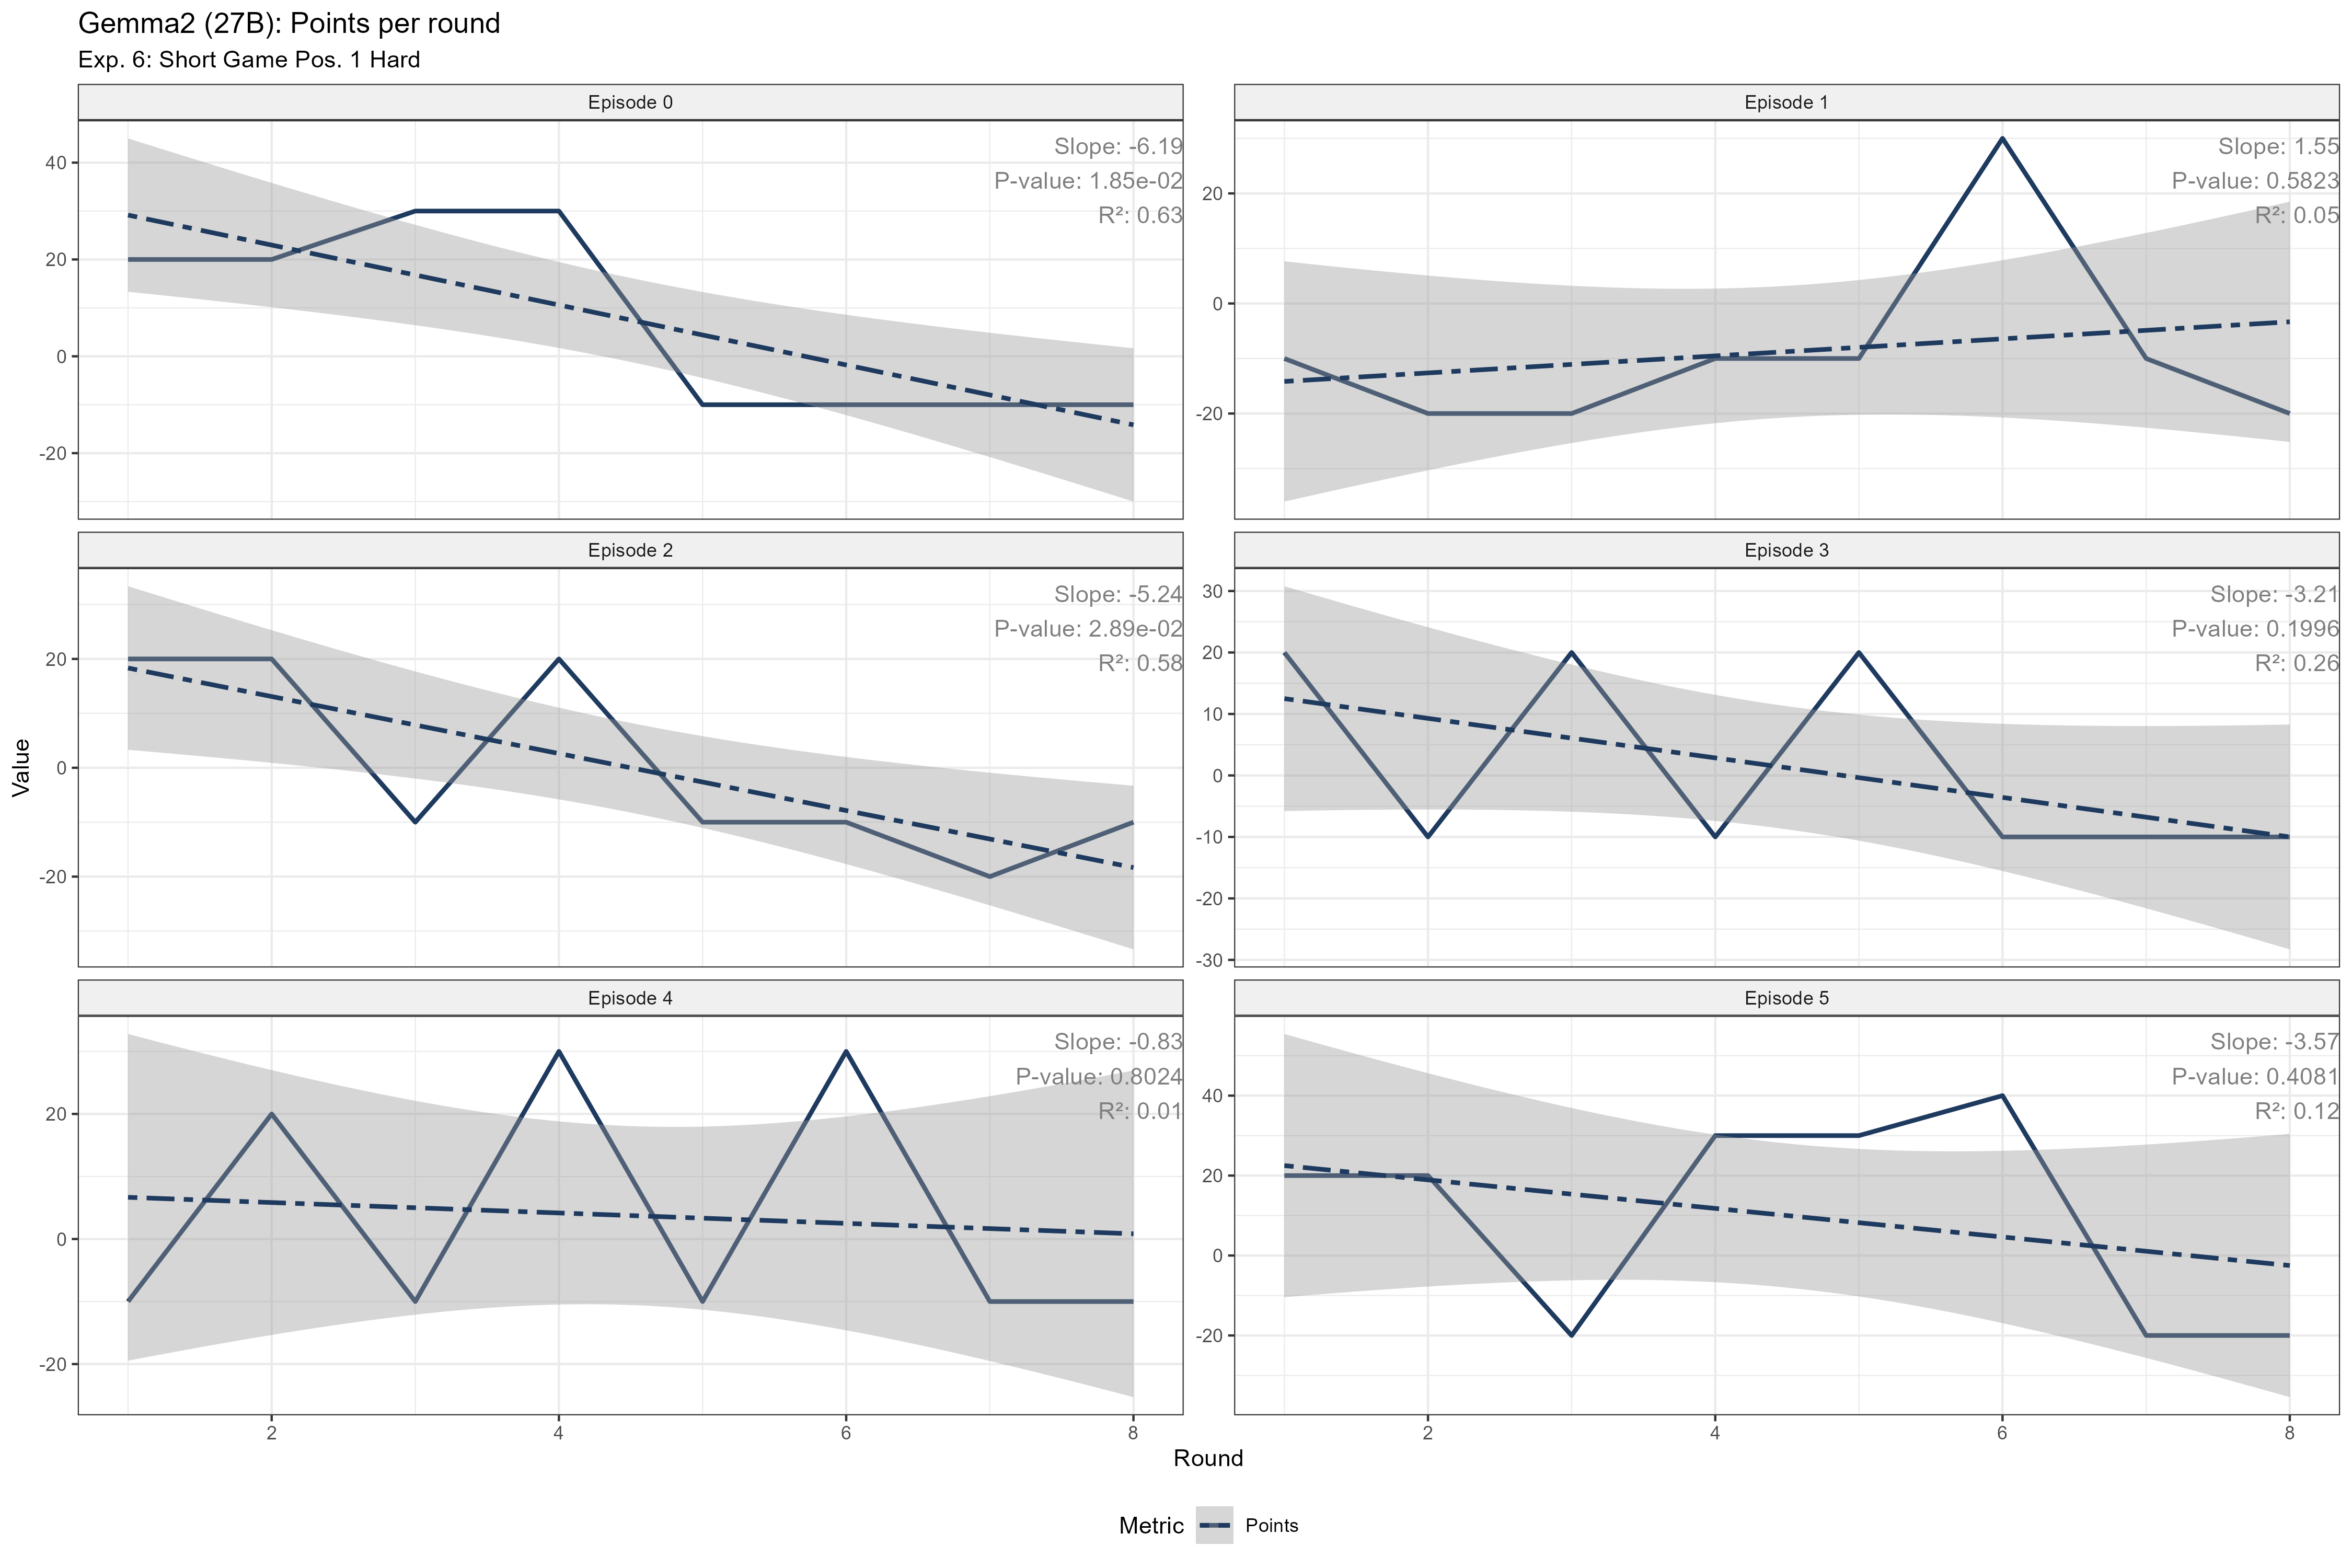 Gemma2 (27B): Points per round
Exp. 6: Short Game Pos. 1 Hard
Episode 0
Slope: -6.19
P-value: 1.85e-02
R²: 0.63
40
20
0
-20
Episode 1
Slope: 1.55
P-value: 0.5823
R²: 0.05
20
0
-20
Episode 2
Slope: -5.24
P-value: 2.89e-02
R²: 0.58
20
0
-20
Episode 3
Slope: -3.21
P-value: 0.1996
R²: 0.26
30
20
10
0
-10
-20
-30
Episode 4
Slope: -0.83
P-value: 0.8024
R²: 0.01
20
0
-20
2 4 6 8
Episode 5
Slope: -3.57
P-value: 0.4081
R²: 0.12
40
20
0
-20
2 4 6 8
Value
Round
Metric Points